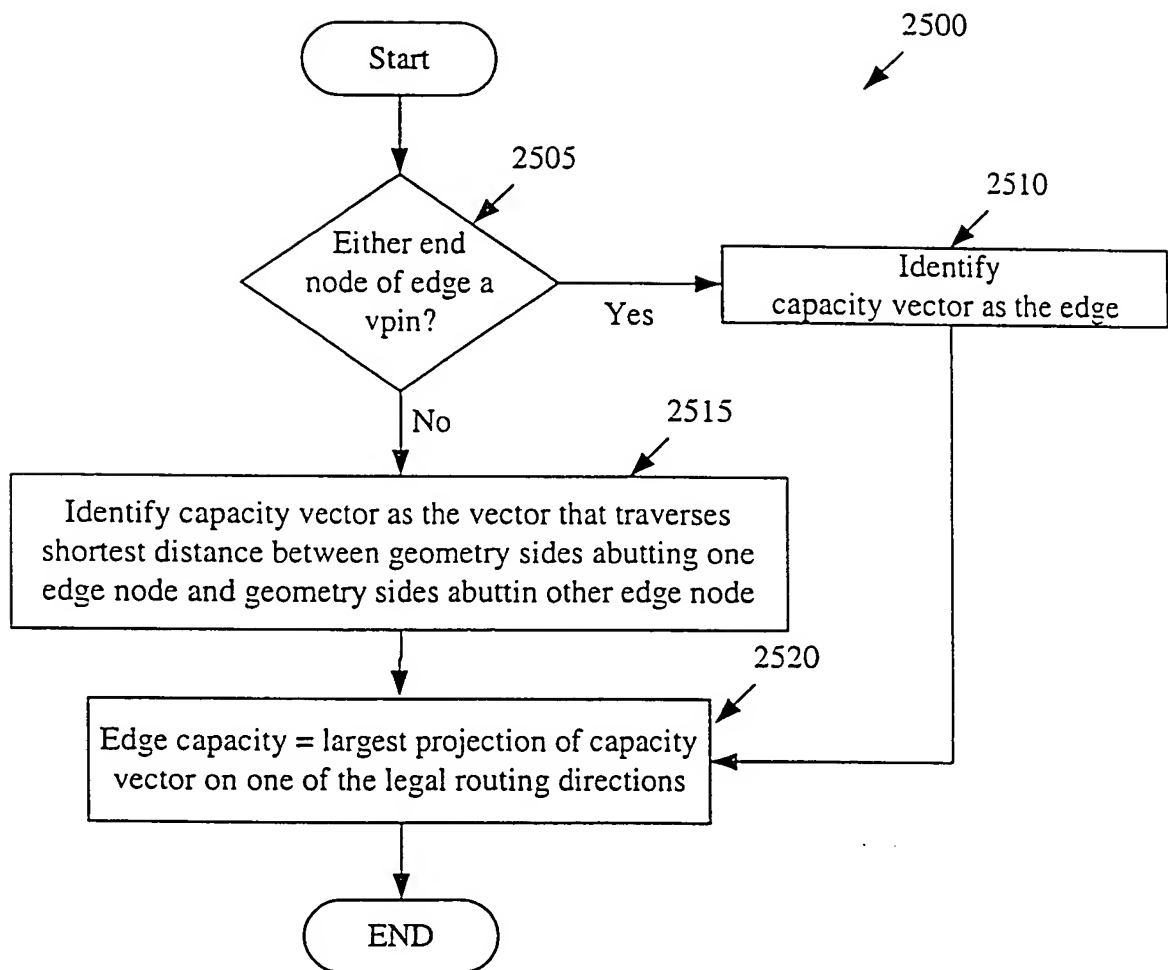 2500
Start
2505
Either end
node of edge a
vpin?
Yes
2510
Identify
capacity vector as the edge
No
2515
Identify capacity vector as the vector that traverses
shortest distance between geometry sides abutting one
edge node and geometry sides abuttin other edge node
2520
Edge capacity = largest projection of capacity
vector on one of the legal routing directions
END